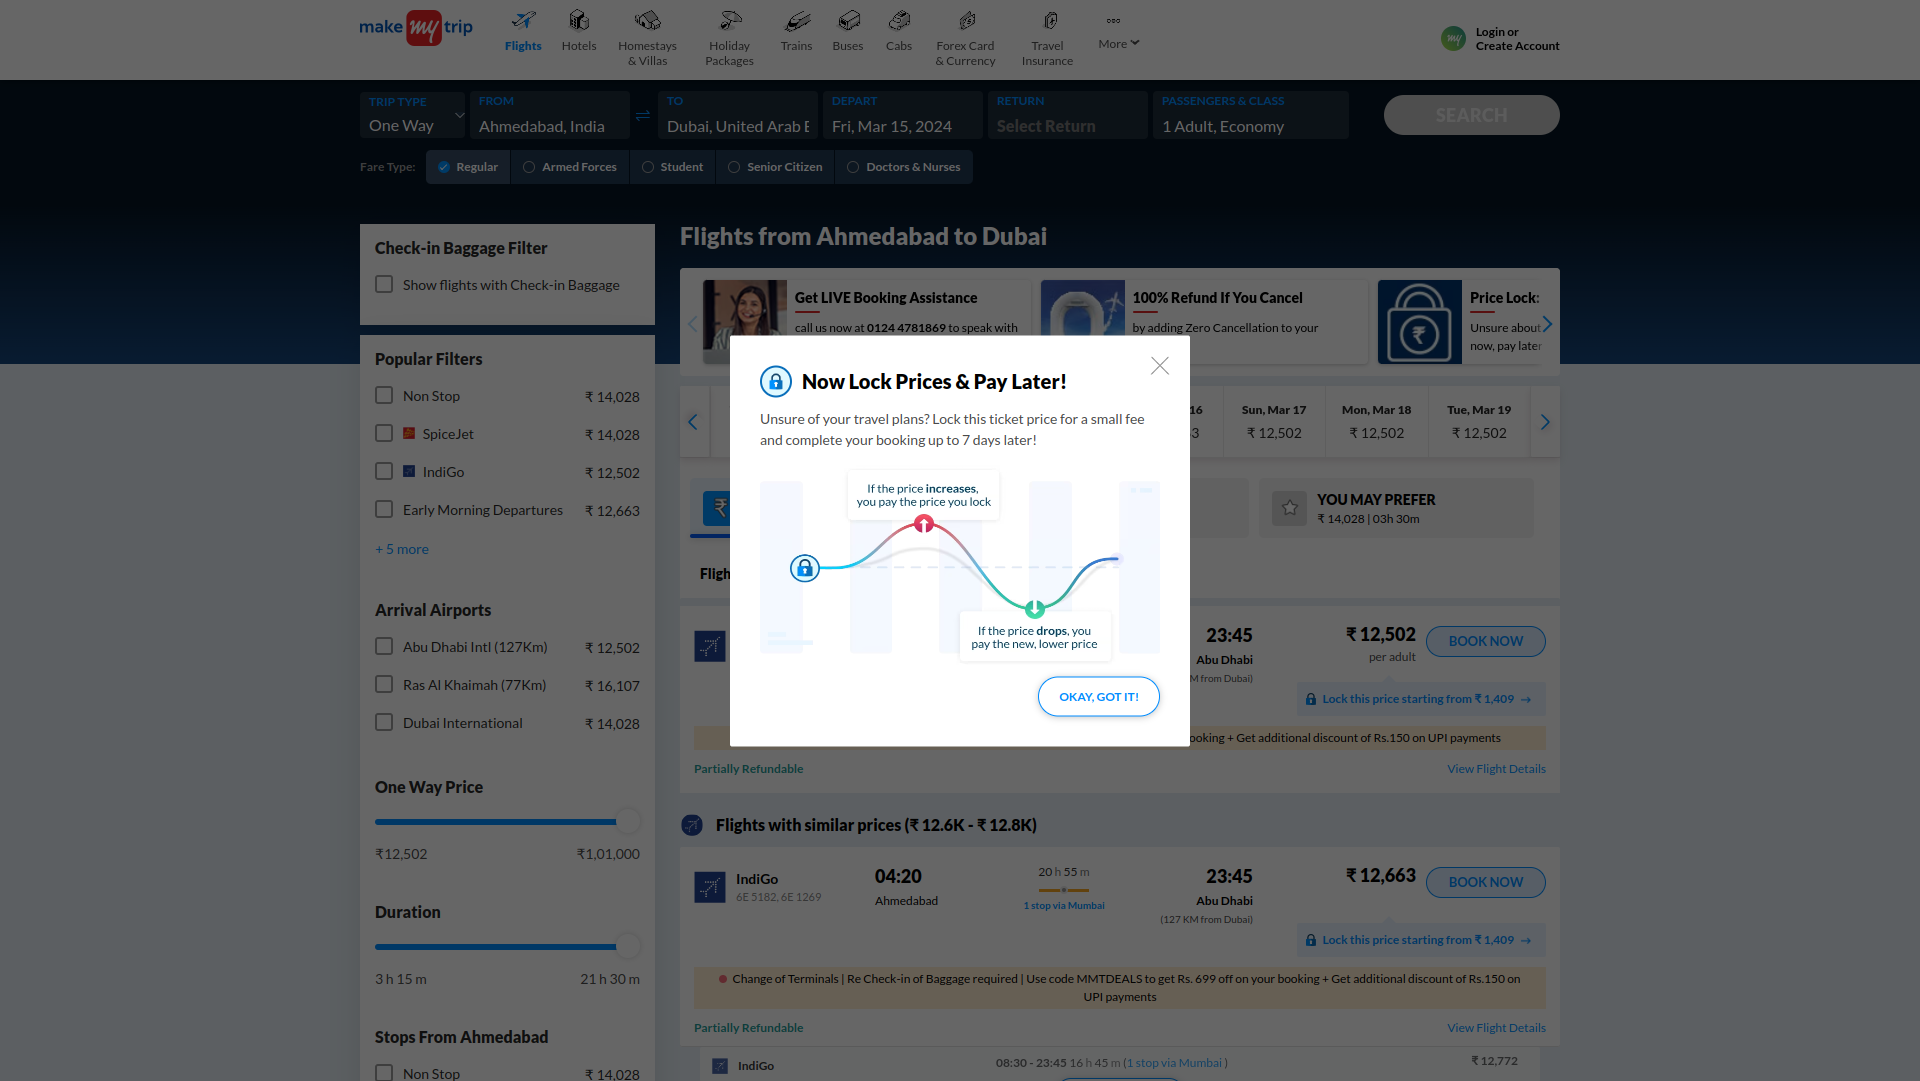 make my trip
Flights
Hotels
Homestays
& Villas
Holiday
Packages
Trains
Buses
Cabs
Forex Card
& Currency
Travel
Insurance
More
my
Login or
Create Account
TRIP TYPE
One Way
FROM
Ahmedabad, India
TO
Dubai, United Arab E
DEPART
Fri, Mar 15, 2024
RETURN
Select Return
PASSENGERS & CLASS
1 Adult, Economy
SEARCH
Fare Type:
Regular
Armed Forces
Student
Senior Citizen
Doctors & Nurses
Check-in Baggage Filter
Show flights with Check-in Baggage
Popular Filters
Non Stop ₹ 14,028
SpiceJet ₹ 14,028
IndiGo ₹ 12,502
Early Morning Departures ₹ 12,663
+ 5 more
Arrival Airports
Abu Dhabi Intl (127Km) ₹ 12,502
Ras Al Khaimah (77Km) ₹ 16,107
Dubai International ₹ 14,028
One Way Price
₹12,502 ₹1,01,000
Duration
3 h 15 m 21 h 30 m
Stops From Ahmedabad
Non Stop ₹ 14,028
Flights from Ahmedabad to Dubai
Get LIVE Booking Assistance
call us now at 0124 4781869 to speak with
100% Refund If You Cancel
by adding Zero Cancellation to your
Price Lock:
Unsure about
now, pay later
16
3
Sun, Mar 17
₹ 12,502
Mon, Mar 18
₹ 12,502
Tue, Mar 19
₹ 12,502
YOU MAY PREFER
₹ 14,028 | 03h 30m
Fligh
Now Lock Prices & Pay Later!
Unsure of your travel plans? Lock this ticket price for a small fee
and complete your booking up to 7 days later!
If the price increases,
you pay the price you lock
If the price drops, you
pay the new, lower price
OKAY, GOT IT!
23:45
Abu Dhabi
M from Dubai)
₹ 12,502
per adult
BOOK NOW
Lock this price starting from ₹ 1,409 →
ooking + Get additional discount of Rs.150 on UPI payments
Partially Refundable
View Flight Details
Flights with similar prices (₹ 12.6K - ₹ 12.8K)
IndiGo
6E 5182, 6E 1269
04:20
Ahmedabad
20 h 55 m
1 stop via Mumbai
23:45
Abu Dhabi
(127 KM from Dubai)
₹ 12,663
BOOK NOW
Lock this price starting from ₹ 1,409 →
Change of Terminals | Re Check-in of Baggage required | Use code MMTDEALS to get Rs. 699 off on your booking + Get additional discount of Rs.150 on
UPI payments
Partially Refundable
View Flight Details
IndiGo
08:30 - 23:45 16 h 45 m (1 stop via Mumbai )
₹ 12,772